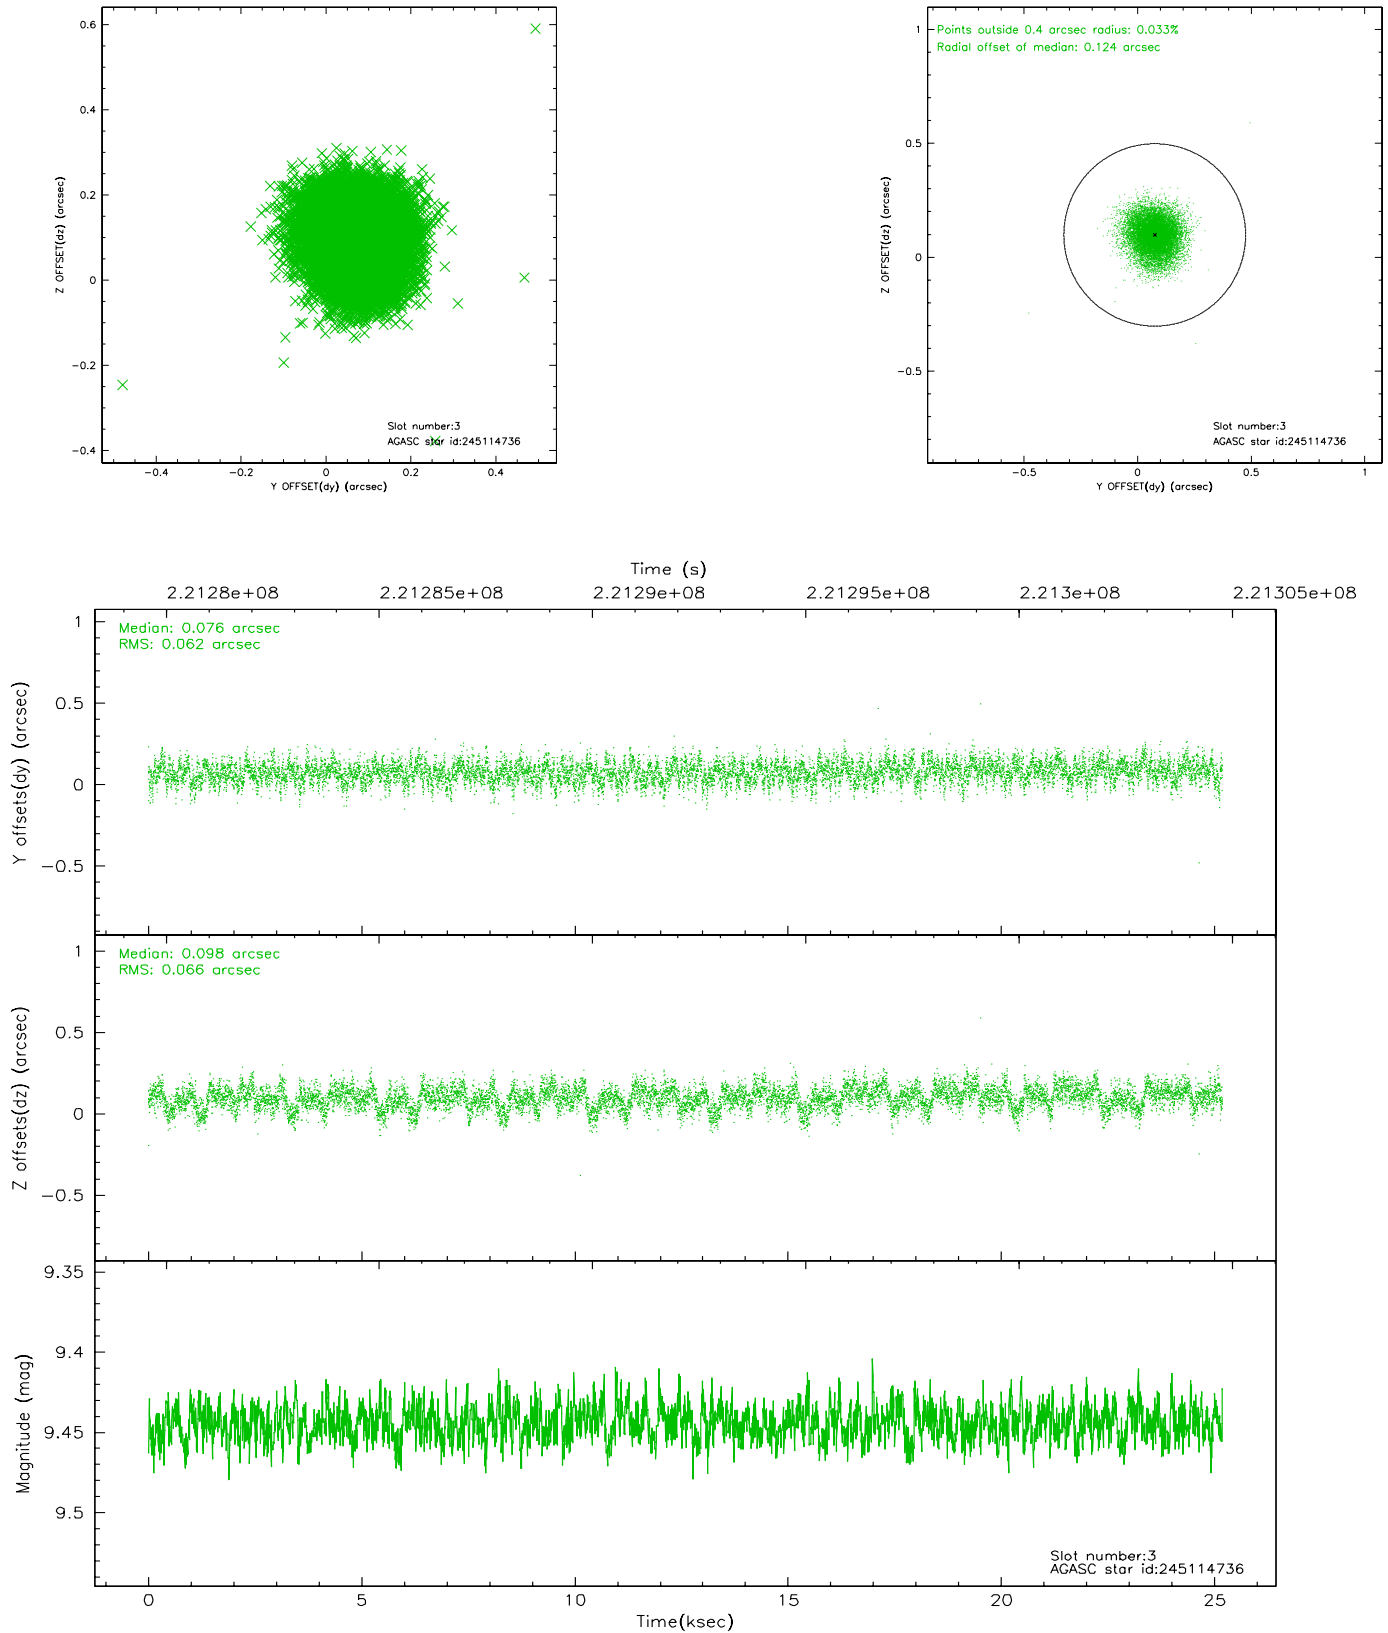 0.6
0.4
0.2
0
−0.2
−0.4
Z OFFSET(dz) (arcsec)
−0.4 −0.2 0 0.2 0.4
Y OFFSET(dy) (arcsec)
Slot number:3
AGASC star id:245114736
Points outside 0.4 arcsec radius: 0.033%
Radial offset of median: 0.124 arcsec
1
0.5
0
−0.5
Z OFFSET(dz) (arcsec)
−0.5 0 0.5 1
Y OFFSET(dy) (arcsec)
Slot number:3
AGASC star id:245114736
Time (s)
2.2128e+08 2.21285e+08 2.2129e+08 2.21295e+08 2.213e+08 2.21305e+08
Median: 0.076 arcsec
RMS: 0.062 arcsec
1
0.5
0
−0.5
Y offsets(dy) (arcsec)
Median: 0.098 arcsec
RMS: 0.066 arcsec
1
0.5
0
−0.5
Z offsets(dz) (arcsec)
9.35
9.4
9.45
9.5
Magnitude (mag)
Slot number:3
AGASC star id:245114736
0 5 10 15 20 25
Time(ksec)